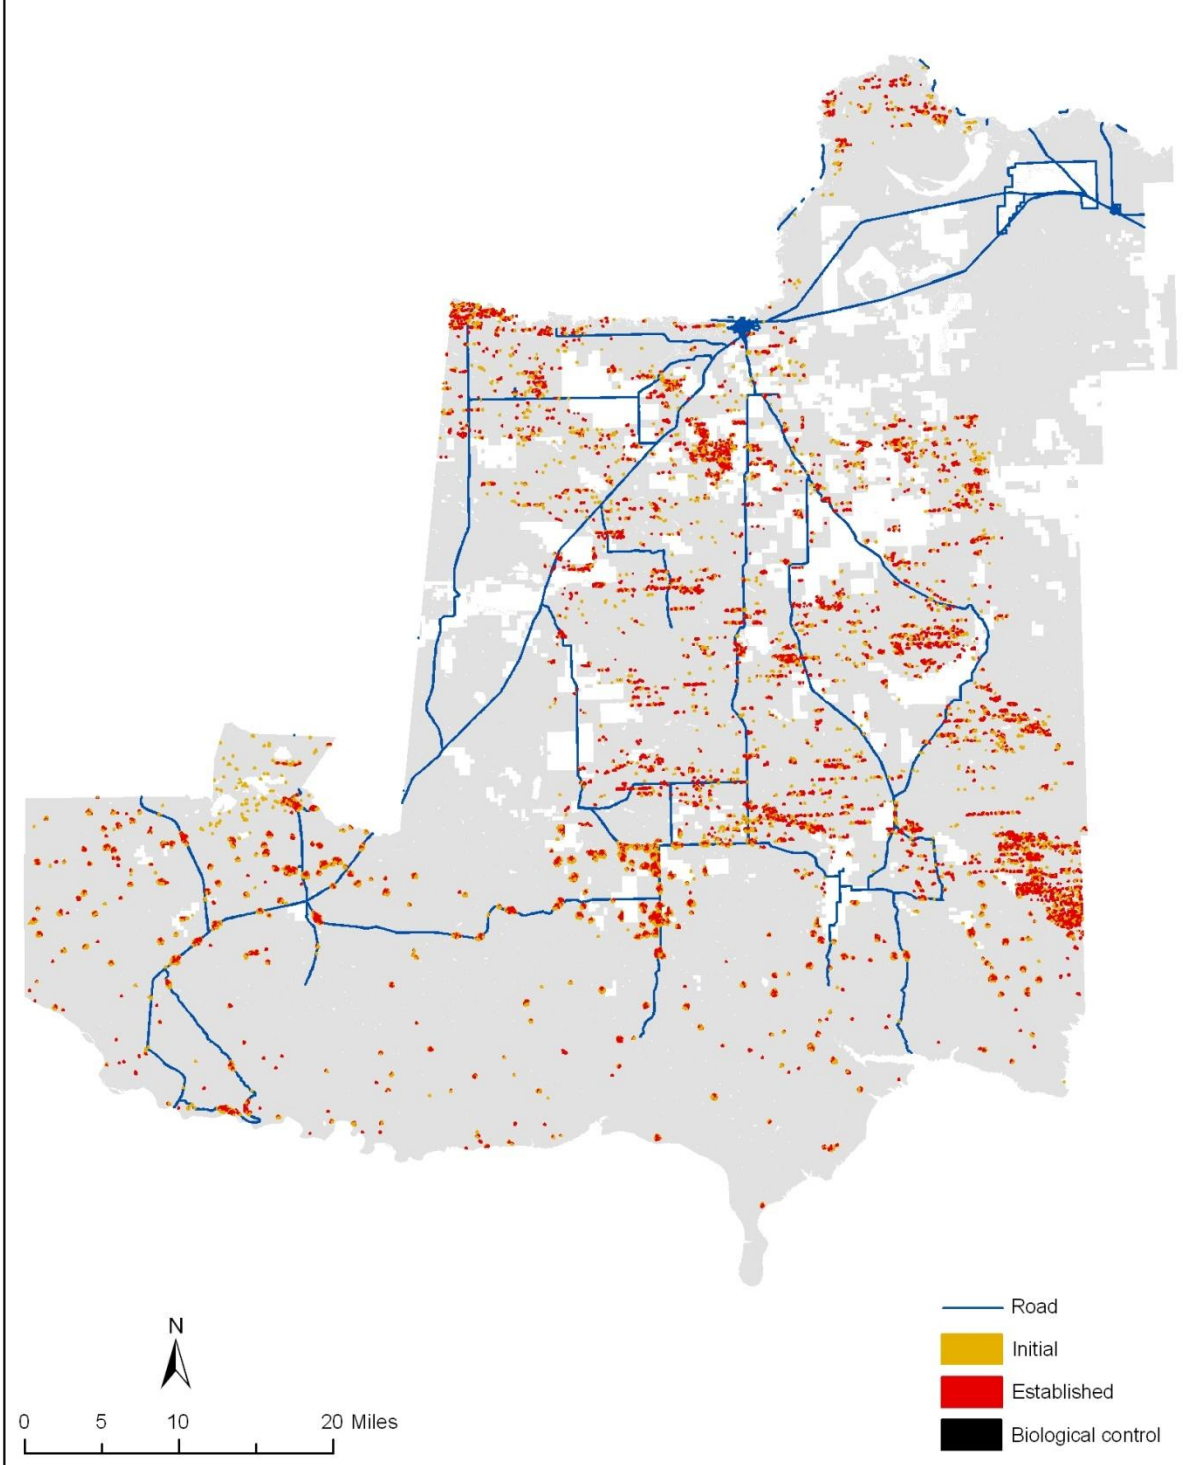 Road
N
Initial
Established
0 5 10 20 Miles
Biological control